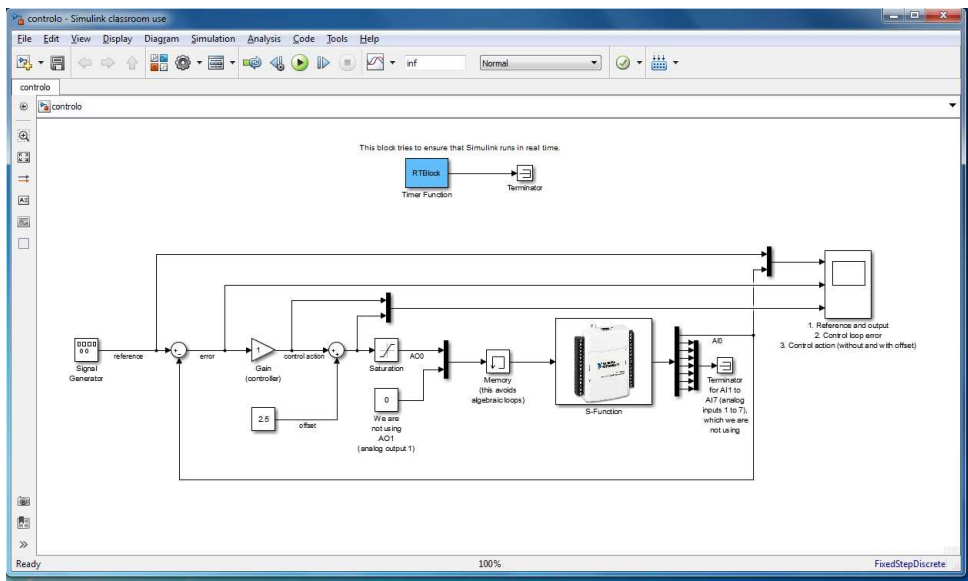 controlo - Simulink classroom use
File Edit View Display Diagram Simulation Analysis Code Tools Help
inf
Normal
controlo
controlo
This block tries to ensure that Simulink runs in real time.
RTBlock
Timer Function
Terminator
Signal
Generator
reference
error
1
Gain
(controller)
control action
2.5
offset
Saturation
AO0
0
We are
not using
AO1
(analog output 1)
Memory
(this avoids
algebraic loops)
S-Function
AI0
Terminator
for AI1 to
AI7 (analog
inputs 1 to 7),
which we are
not using
1. Reference and output
2. Control loop error
3. Control action (without and with offset)
Ready
100%
FixedStepDiscrete